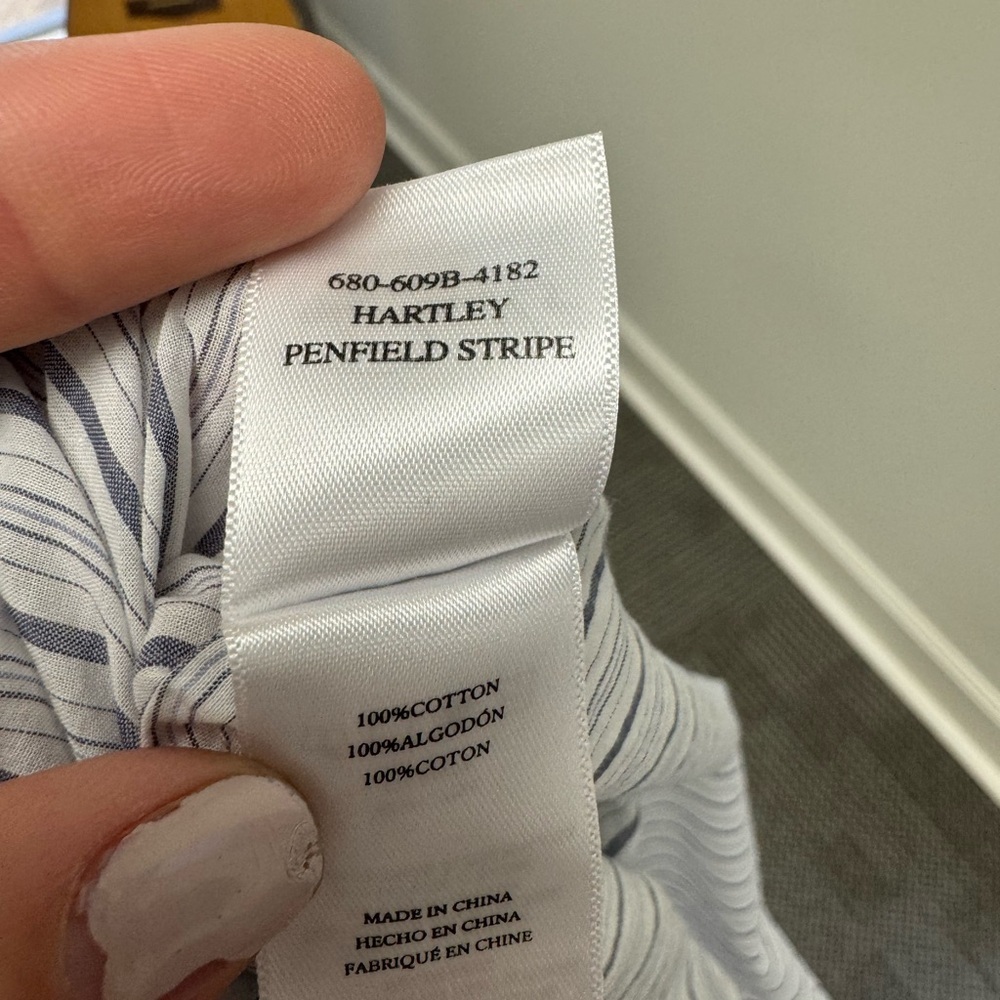 680-609B-4182
HARTLEY
PENFIELD STRIPE
100%COTTON
100%ALGODÓN
100%COTON
MADE IN CHINA
HECHO EN CHINA
FABRIQUÉ EN CHINE